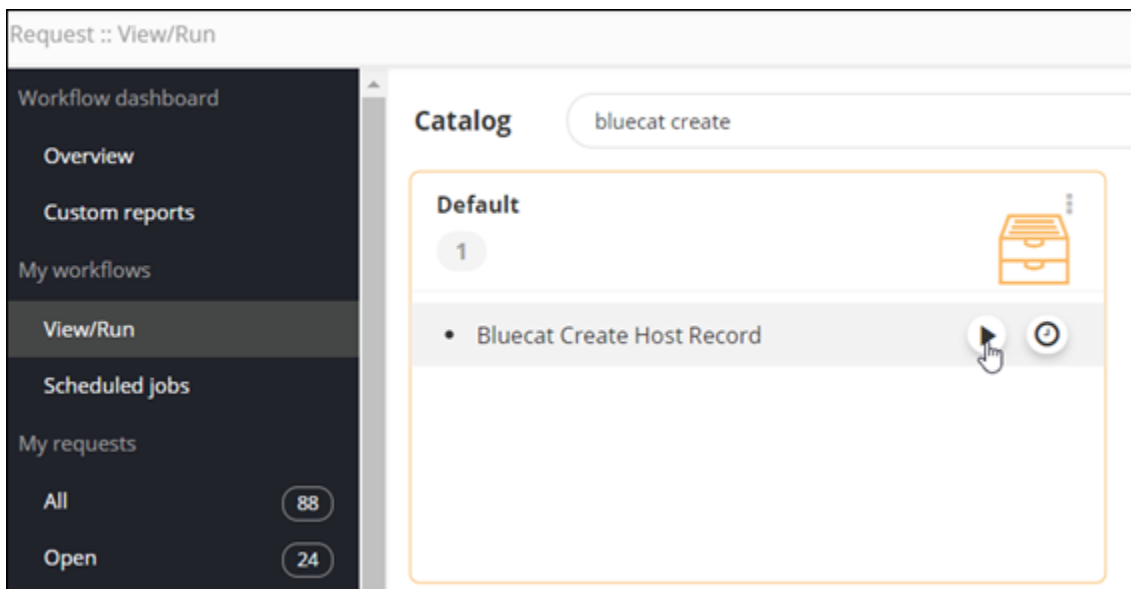 Request :: View/Run
Workflow dashboard
Overview
Custom reports
My workflows
View/Run
Scheduled jobs
My requests
All 88
Open 24
Catalog bluecat create
Default
1
• Bluecat Create Host Record